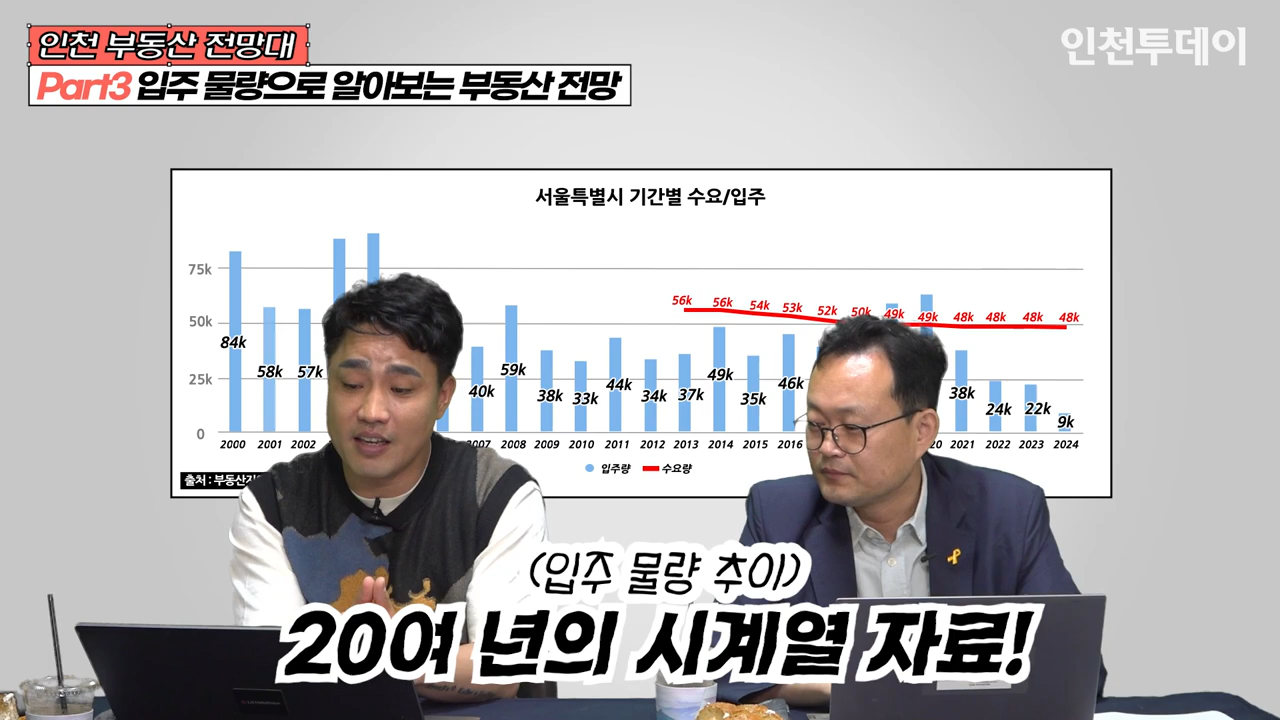 인천 부동산 전망대
인천투데이
Part3 입주 물량으로 알아보는 부동산 전망
서울특별시 기간별 수요/입주
75k
50k
25k
0
56k 56k 54k 53k 52k 50k 49k 49k 48k 48k 48k 48k
84k 58k 57k 40k 59k 38k 33k 44k 34k 37k 49k 35k 46k 38k 24k 22k 9k
2000 2001 2002 2007 2008 2009 2010 2011 2012 2013 2014 2015 2016 20 2021 2022 2023 2024
입주량 수요량
출처 : 부동산
(입주 물량 추이)
20여 년의 시계열 자료!